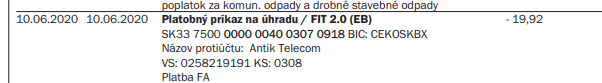 poplatok za komun. odpady a drobné stavebné odpady
10.06.2020 10.06.2020 Platobný príkaz na úhradu / FIT 2.0 (EB) - 19,92
SK33 7500 0000 0040 0307 0918 BIC: CEKOSKBX
Názov protiúčtu: Antik Telecom
VS: 0258219191 KS: 0308
Platba FA